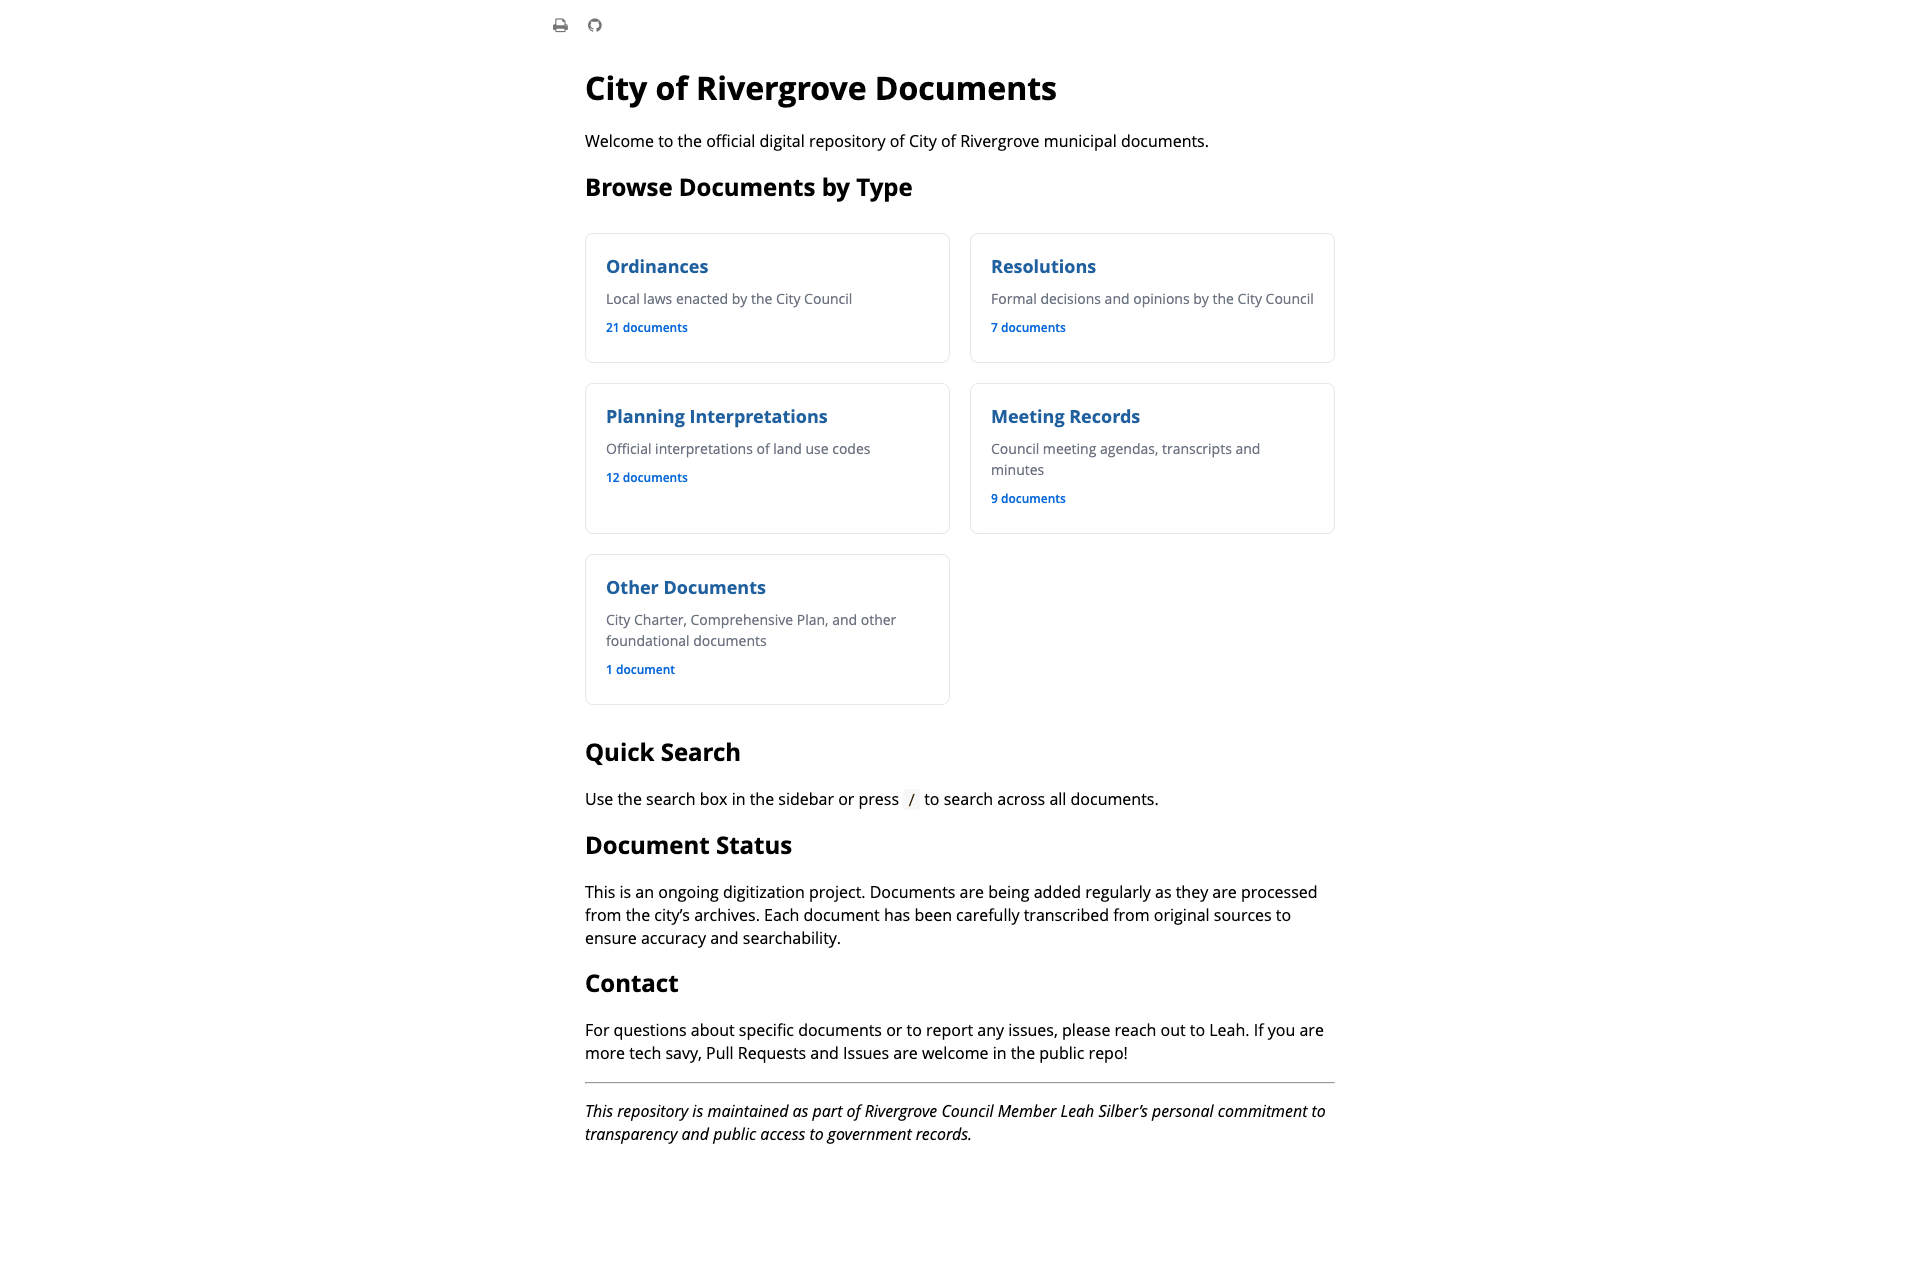 City of Rivergrove Documents
Welcome to the official digital repository of City of Rivergrove municipal documents.
Browse Documents by Type
Ordinances
Local laws enacted by the City Council
21 documents
Resolutions
Formal decisions and opinions by the City Council
7 documents
Planning Interpretations
Official interpretations of land use codes
12 documents
Meeting Records
Council meeting agendas, transcripts and
minutes
9 documents
Other Documents
City Charter, Comprehensive Plan, and other
foundational documents
1 document
Quick Search
Use the search box in the sidebar or press / to search across all documents.
Document Status
This is an ongoing digitization project. Documents are being added regularly as they are processed
from the city’s archives. Each document has been carefully transcribed from original sources to
ensure accuracy and searchability.
Contact
For questions about specific documents or to report any issues, please reach out to Leah. If you are
more tech savy, Pull Requests and Issues are welcome in the public repo!
This repository is maintained as part of Rivergrove Council Member Leah Silber’s personal commitment to
transparency and public access to government records.